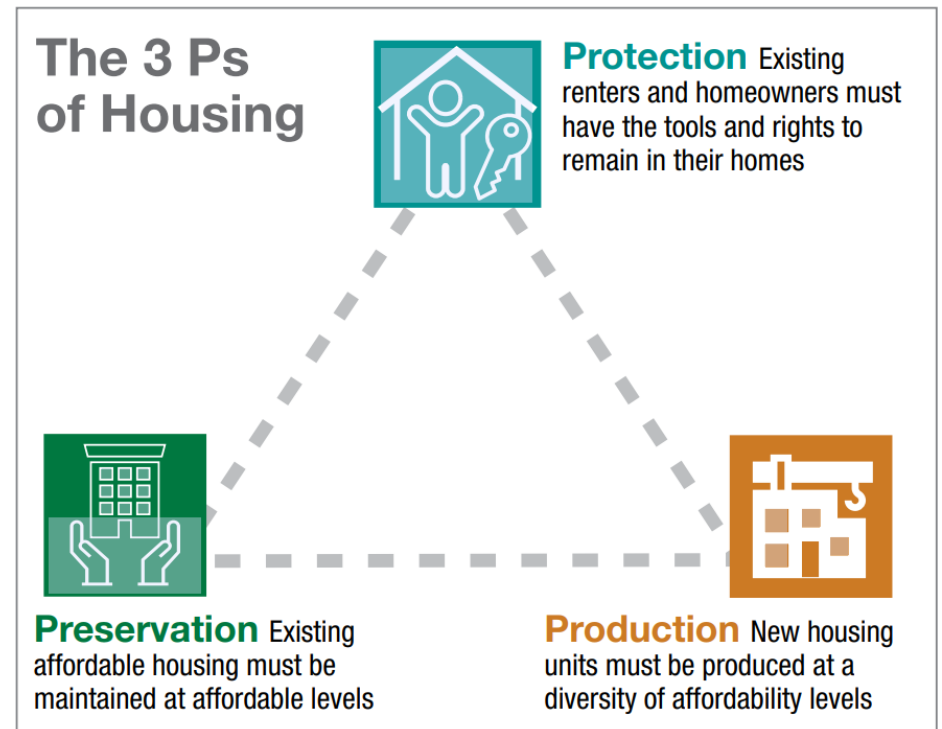 The 3 Ps
of Housing
Protection Existing
renters and homeowners must
have the tools and rights to
remain in their homes
Preservation Existing
affordable housing must be
maintained at affordable levels
Production New housing
units must be produced at a
diversity of affordability levels